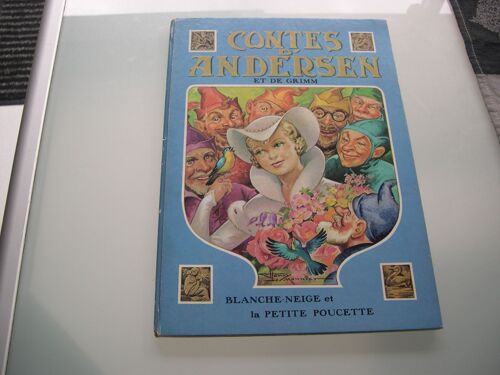 CONTES
D'
ANDERSEN
ET DE GRIMM
BLANCHE-NEIGE et
la PETITE POUCETTE